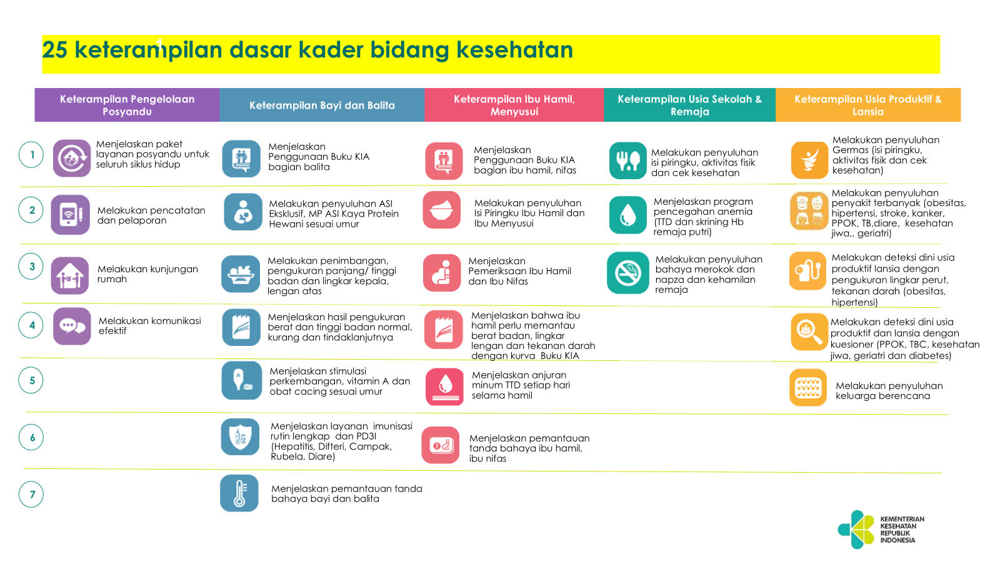 1
25 keterampilan dasar kader bidang kesehatan
Keterampilan Pengelolaan
Posyandu
Keterampilan Bayi dan Balita
Keterampilan Ibu Hamil,
Menyusui
Keterampilan Usia Sekolah &
Remaja
Keterampilan Usia Produktif &
Lansia
1
Menjelaskan paket
layanan posyandu untuk
seluruh siklus hidup
Menjelaskan
Penggunaan Buku KIA
bagian balita
Menjelaskan
Penggunaan Buku KIA
bagian ibu hamil, nifas
Melakukan penyuluhan
isi piringku, aktivitas fisik
dan cek kesehatan
Melakukan penyuluhan
Germas (isi piringku,
aktivitas fisik dan cek
kesehatan)
2
Melakukan pencatatan
dan pelaporan
Melakukan penyuluhan ASI
Eksklusif, MP ASI Kaya Protein
Hewani sesuai umur
Melakukan penyuluhan
Isi Piringku Ibu Hamil dan
Ibu Menyusui
Menjelaskan program
pencegahan anemia
(TTD dan skrining Hb
remaja putri)
Melakukan penyuluhan
penyakit terbanyak (obesitas,
hipertensi, stroke, kanker,
PPOK, TB,diare,  kesehatan
jiwa,, geriatri)
3
Melakukan kunjungan
rumah
Melakukan penimbangan,
pengukuran panjang/ tinggi
badan dan lingkar kepala,
lengan atas
Menjelaskan
Pemeriksaan Ibu Hamil
dan Ibu Nifas
Melakukan penyuluhan
bahaya merokok dan
napza dan kehamilan
remaja
Melakukan deteksi dini usia
produktif lansia dengan
pengukuran lingkar perut,
tekanan darah (obesitas,
hipertensi)
4
Melakukan komunikasi
efektif
Menjelaskan hasil pengukuran
berat dan tinggi badan normal,
kurang dan tindaklanjutnya
Menjelaskan bahwa ibu
hamil perlu memantau
berat badan, lingkar
lengan dan tekanan darah
dengan kurva  Buku KIA
Melakukan deteksi dini usia
produktif dan lansia dengan
kuesioner (PPOK, TBC, kesehatan
jiwa, geriatri dan diabetes)
5
A
Menjelaskan stimulasi
perkembangan, vitamin A dan
obat cacing sesuai umur
Menjelaskan anjuran
minum TTD setiap hari
selama hamil
Melakukan penyuluhan
keluarga berencana
6
Menjelaskan layanan  imunisasi
rutin lengkap  dan PD3I
(Hepatitis, Difteri, Campak,
Rubela, Diare)
Menjelaskan pemantauan
tanda bahaya ibu hamil,
ibu nifas
7
Menjelaskan pemantauan tanda
bahaya bayi dan balita
KEMENTERIAN
KESEHATAN
REPUBLIK
INDONESIA